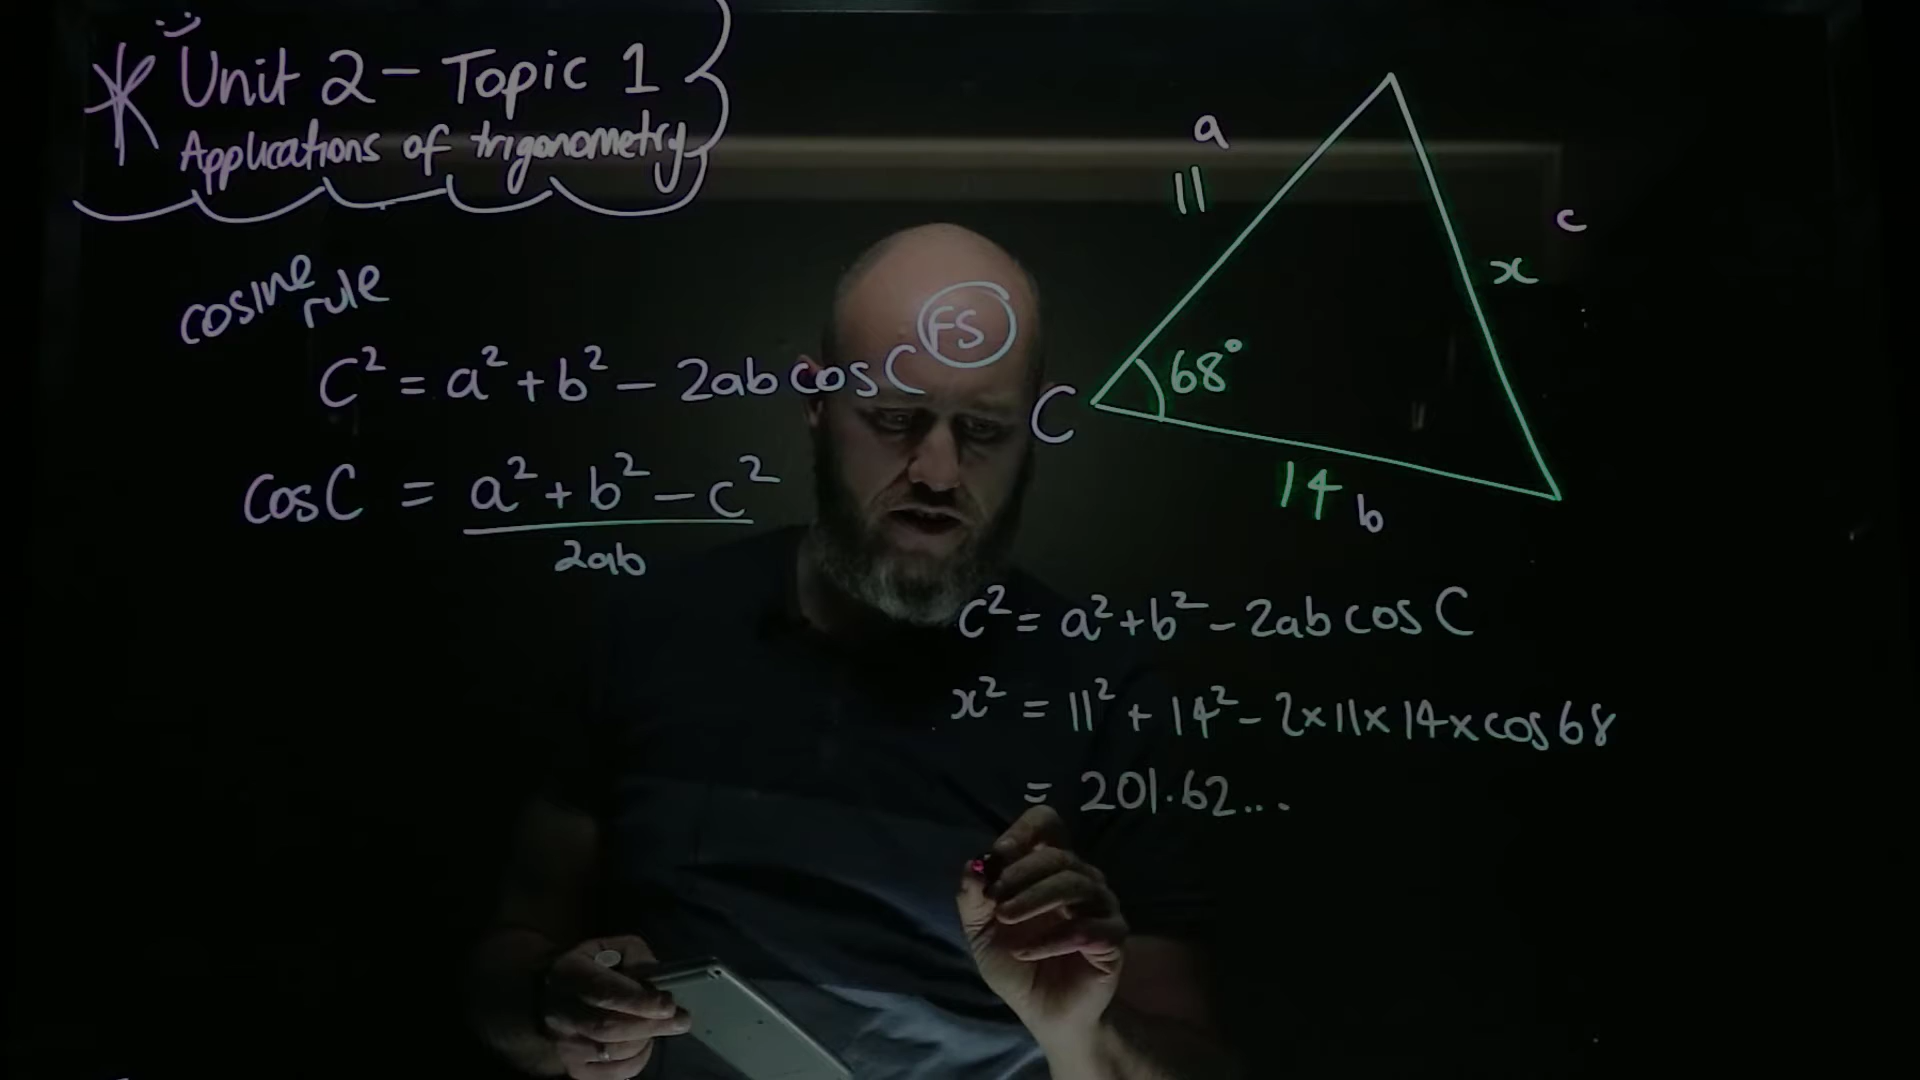 Unit 2 - Topic 1
Applications of trigonometry
cosine rule
C² = a² + b² - 2ab cos C
FS
cos C = a² + b² - c²
2ab
a
11
c
x
68°
C
14
b
C² = a² + b² - 2ab cos C
x² = 11² + 14² - 2×11×14×cos 68
= 201.62...